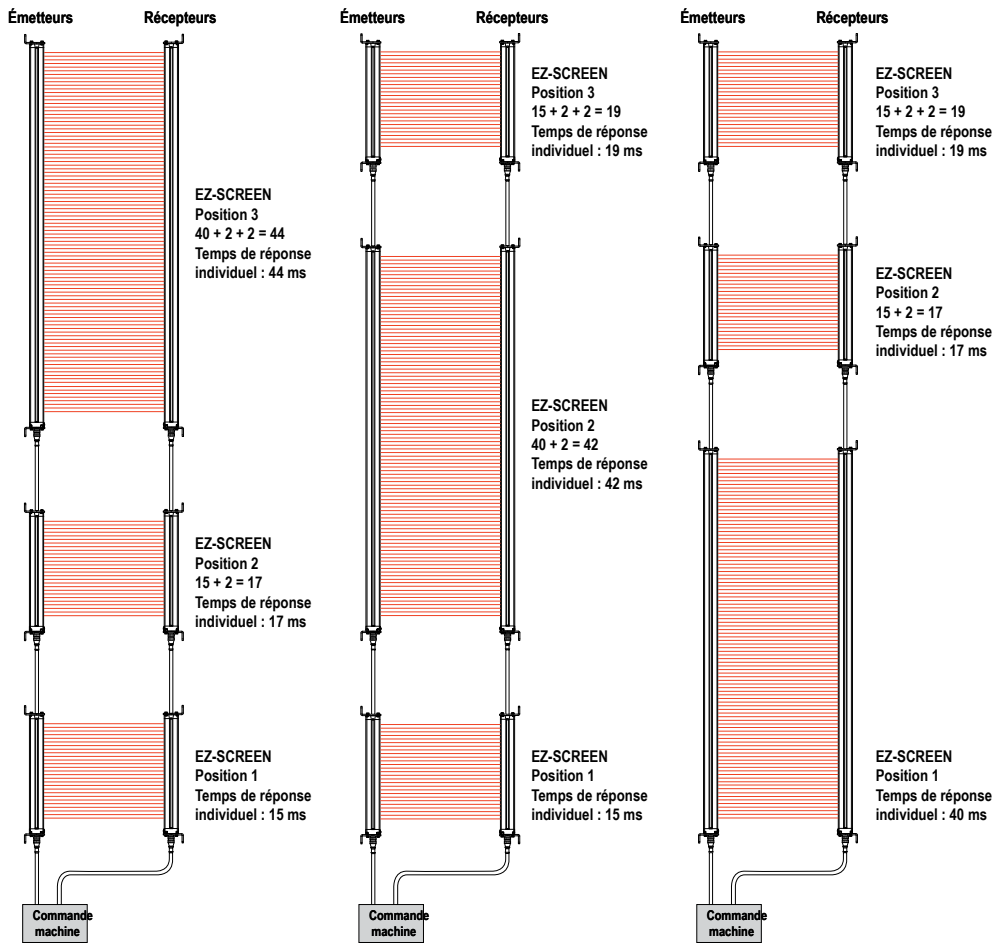 Émetteurs Récepteurs
EZ-SCREEN
Position 3
40 + 2 + 2 = 44
Temps de réponse
individuel : 44 ms
EZ-SCREEN
Position 2
15 + 2 = 17
Temps de réponse
individuel : 17 ms
EZ-SCREEN
Position 1
Temps de réponse
individuel : 15 ms
Commande
machine
Émetteurs Récepteurs
EZ-SCREEN
Position 3
15 + 2 + 2 = 19
Temps de réponse
individuel : 19 ms
EZ-SCREEN
Position 2
40 + 2 = 42
Temps de réponse
individuel : 42 ms
EZ-SCREEN
Position 1
Temps de réponse
individuel : 15 ms
Commande
machine
Émetteurs Récepteurs
EZ-SCREEN
Position 3
15 + 2 + 2 = 19
Temps de réponse
individuel : 19 ms
EZ-SCREEN
Position 2
15 + 2 = 17
Temps de réponse
individuel : 17 ms
EZ-SCREEN
Position 1
Temps de réponse
individuel : 40 ms
Commande
machine